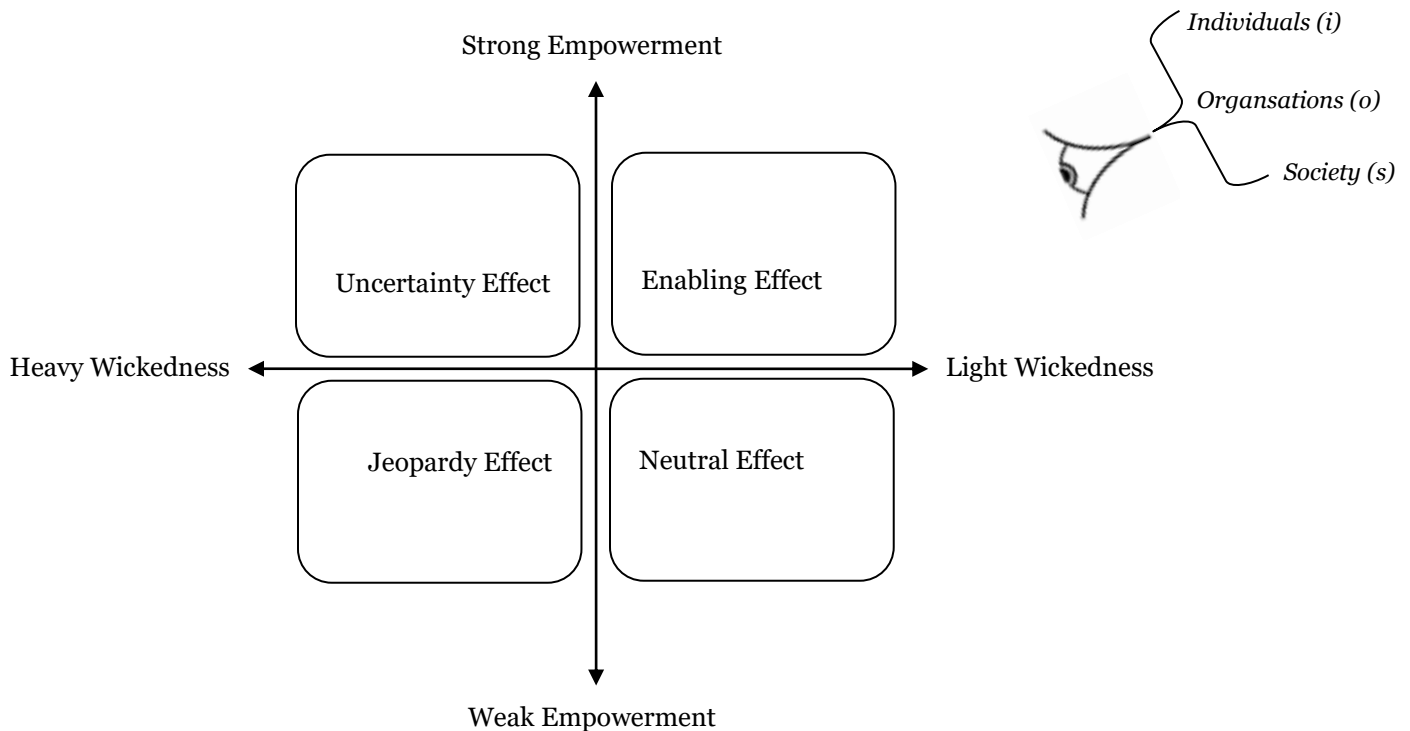 Strong Empowerment
Individuals (i)
Organsations (o)
Society (s)
Uncertainty Effect
Enabling Effect
Heavy Wickedness
Light Wickedness
Jeopardy Effect
Neutral Effect
Weak Empowerment